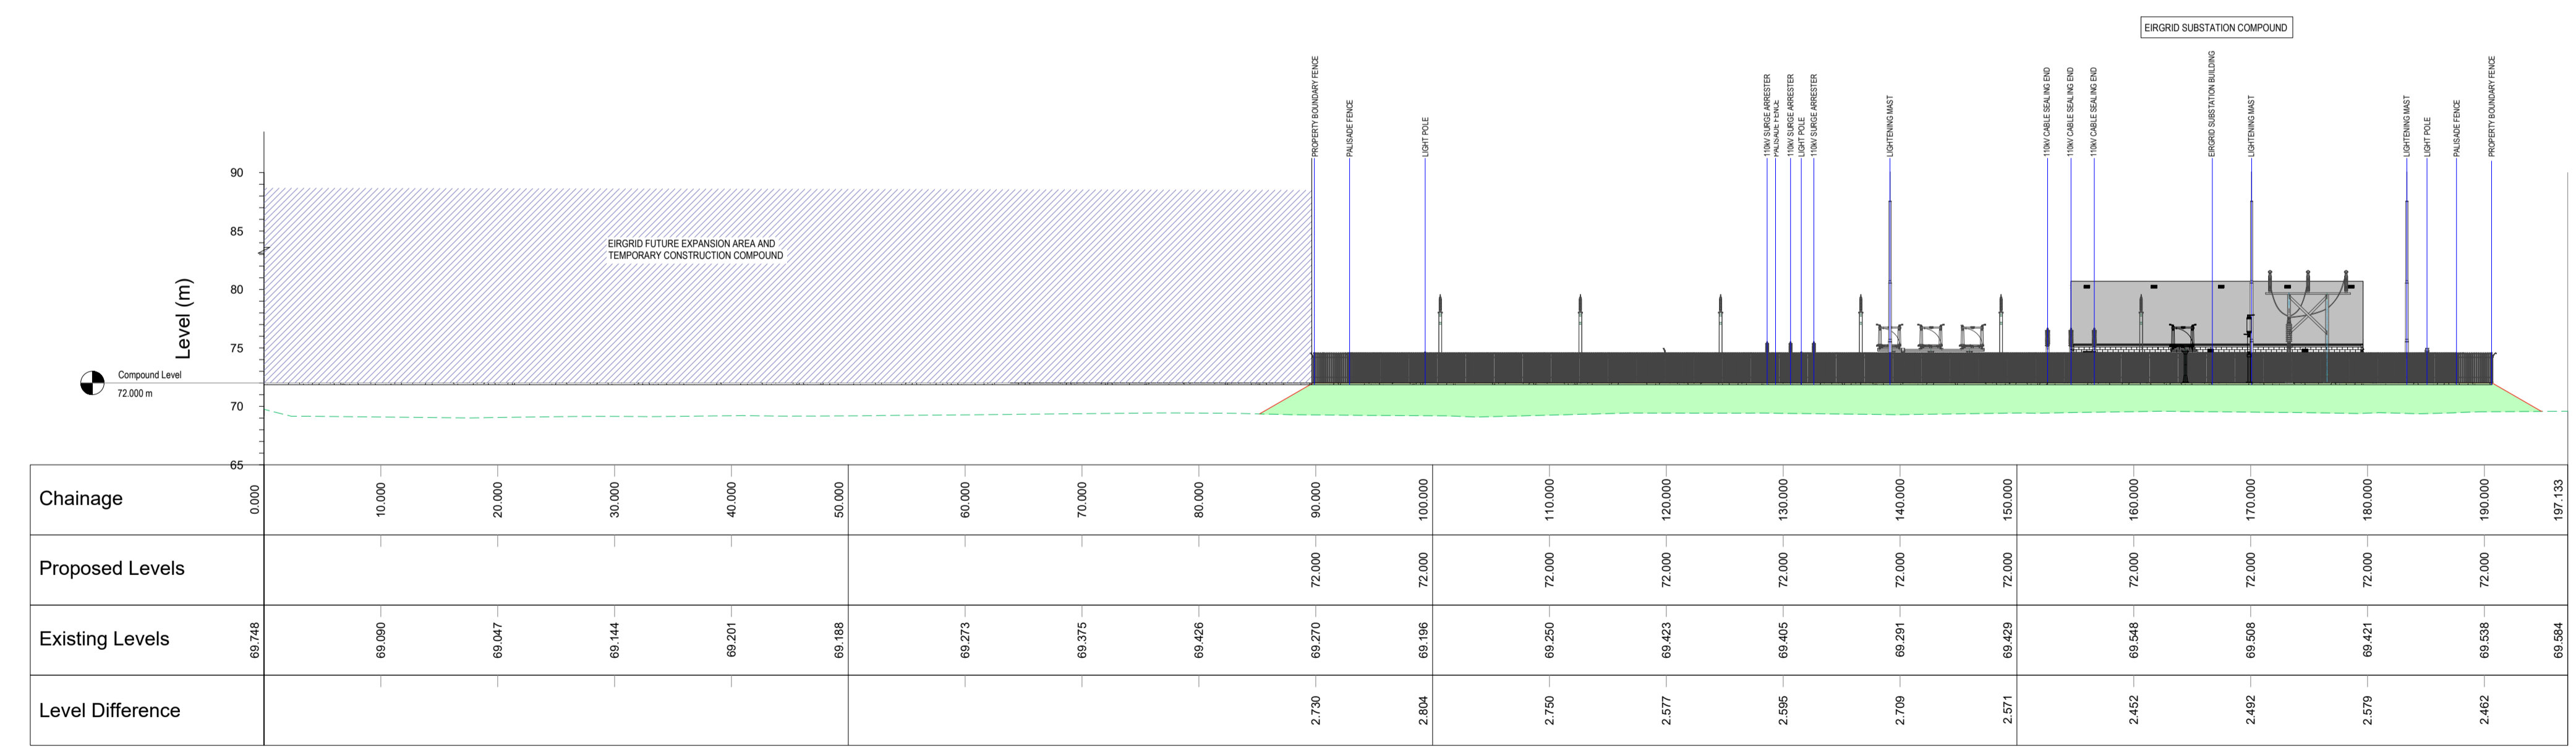 EIRGRID SUBSTATION COMPOUND
PROPERTY BOUNDARY FENCE
PALISADE FENCE
LIGHT POLE
110kV SURGE ARRESTER
PALISADE FENCE
110kV SURGE ARRESTER
LIGHT POLE
110kV SURGE ARRESTER
LIGHTENING MAST
110kV CABLE SEALING END
110kV CABLE SEALING END
110kV CABLE SEALING END
EIRGRID SUBSTATION BUILDING
LIGHTENING MAST
LIGHTENING MAST
LIGHT POLE
PALISADE FENCE
PROPERTY BOUNDARY FENCE
90
85
80
75
70
65
Level (m)
EIRGRID FUTURE EXPANSION AREA AND
TEMPORARY CONSTRUCTION COMPOUND
Compound Level
72.000 m
Chainage 0.000 10.000 20.000 30.000 40.000 50.000 60.000 70.000 80.000 90.000 100.000 110.000 120.000 130.000 140.000 150.000 160.000 170.000 180.000 190.000 197.133
Proposed Levels 72.000 72.000 72.000 72.000 72.000 72.000 72.000 72.000 72.000 72.000 72.000
Existing Levels 69.748 69.090 69.047 69.144 69.201 69.188 69.273 69.375 69.426 69.270 69.196 69.250 69.423 69.405 69.291 69.429 69.548 69.508 69.421 69.538 69.584
Level Difference 2.730 2.804 2.750 2.577 2.595 2.709 2.571 2.452 2.492 2.579 2.462